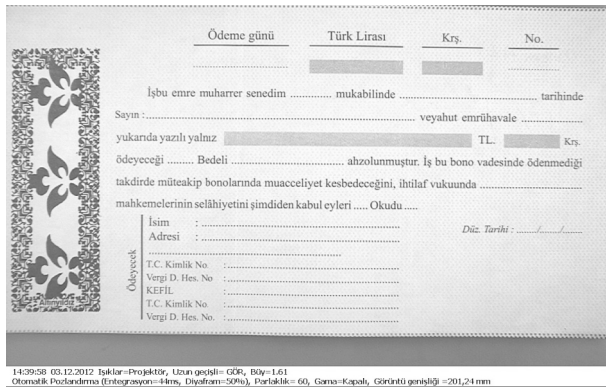 Ödeme günü Türk Lirası Krş. No.
İşbu emre muharrer senedim .............. mukabilinde .................................................. tarihinde
Sayın :.................................................................................. veyahut emrühavale ..............................
yukarıda yazılı yalnız TL. Krş.
ödeyeceği ......... Bedeli .............................. ahzolunmuştur. İş bu bono vadesinde ödenmediği
takdirde müteakip bonolarında muacceliyet kesbedeceğini, ihtilaf vukuunda ..............................
mahkemelerinin selâhiyetini şimdiden kabul eyleri ..... Okudu .....
Ödeyecek
İsim : ........................................
Adresi : ........................................
Düz. Tarihi : ......./......./.......
T.C. Kimlik No. :........................................
Vergi D. Hes. No :........................................
KEFİL :........................................
T.C. Kimlik No. :........................................
Vergi D. Hes. No. :........................................
Altınyıldız
14:39:58 03.12.2012 Işıklar=Projektör, Uzun geçişli= GÖR, Büy=1.61
Otomatik Pozlandırma (Entegrasyon=44ms, Diyafram=50%), Parlaklık= 60, Gama=Kapalı, Görüntü genişliği =201,24 mm